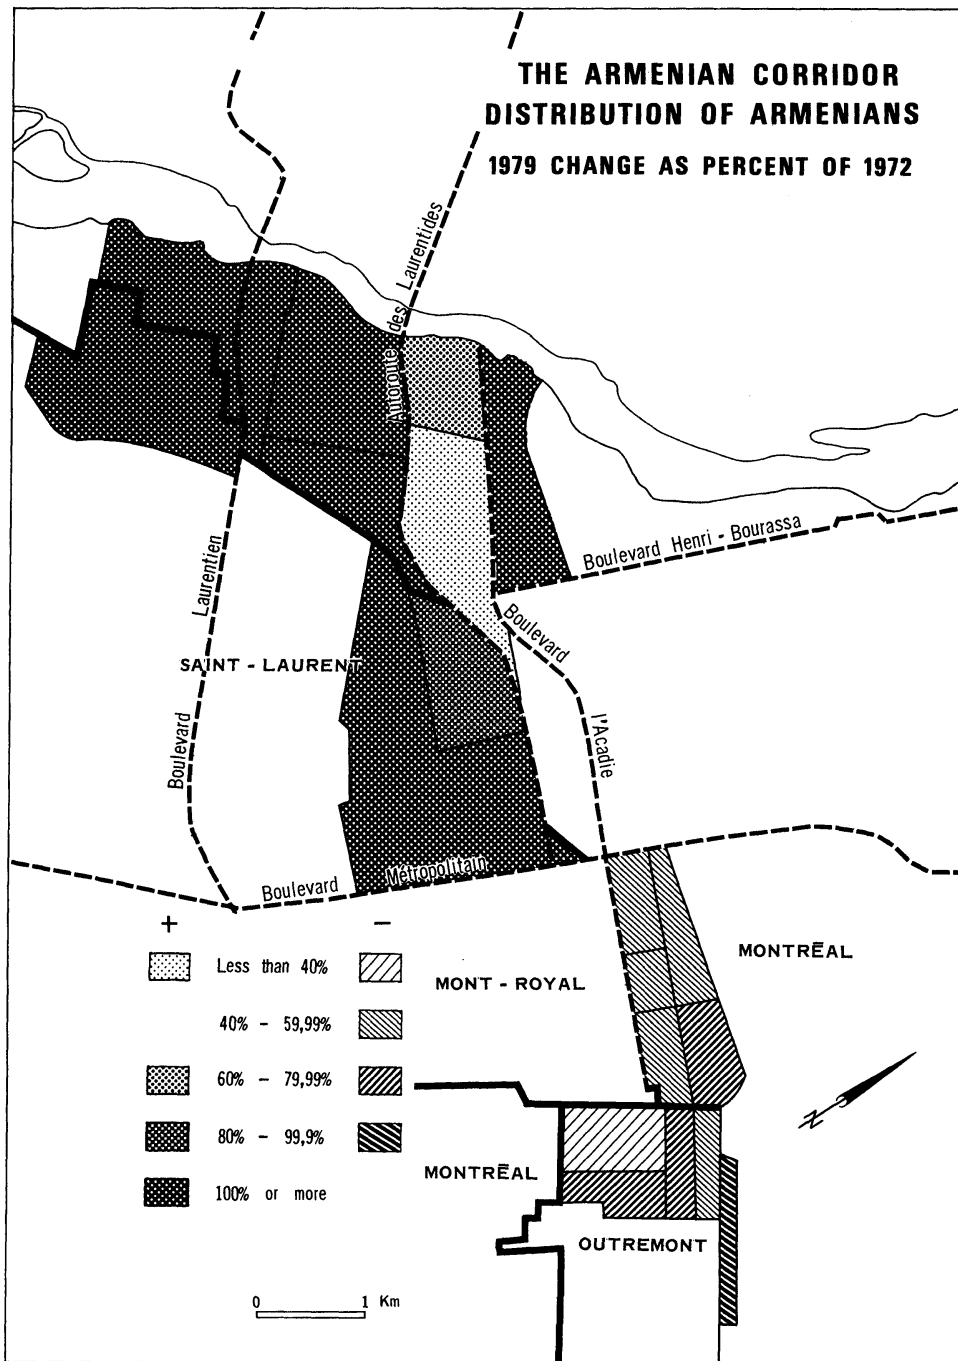 THE ARMENIAN CORRIDOR
DISTRIBUTION OF ARMENIANS
1979 CHANGE AS PERCENT OF 1972
Autoroute des Laurentides
Boulevard Henri - Bourassa
Boulevard Laurentien
SAINT - LAURENT
Boulevard l'Acadie
Boulevard Métropolitain
+ −
Less than 40%
40% - 59,99%
60% - 79,99%
80% - 99,9%
100% or more
MONT - ROYAL
MONTRĒAL
MONTRĒAL
OUTREMONT
N
0 1 Km